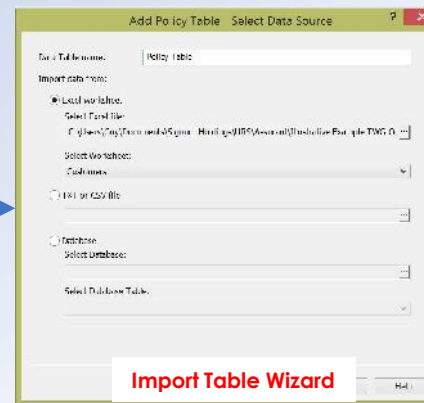 Add Policy Table - Select Data Source ?
Data Table name: Policy Table
Import data from:
Excel worksheet
Select Excel file:
Select Worksheet:
Customers
TXT or CSV file
Database
Select Database:
Select Database Table:
Import Table Wizard
Help